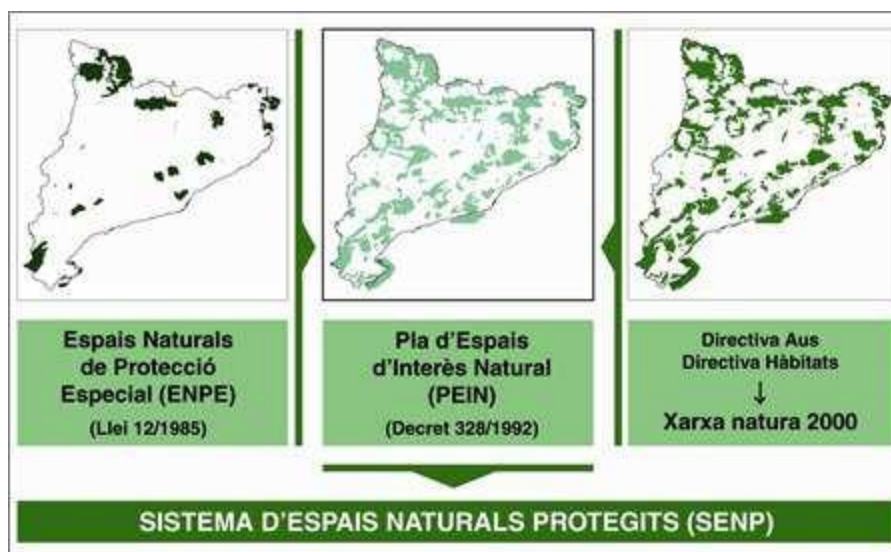 Espais Naturals
de Protecció
Especial (ENPE)
(Llei 12/1985)
Pla d'Espais
d'Interès Natural
(PEIN)
(Decret 328/1992)
Directiva Aus
Directiva Hàbitats
↓
Xarxa natura 2000
SISTEMA D'ESPAIS NATURALS PROTEGITS (SENP)